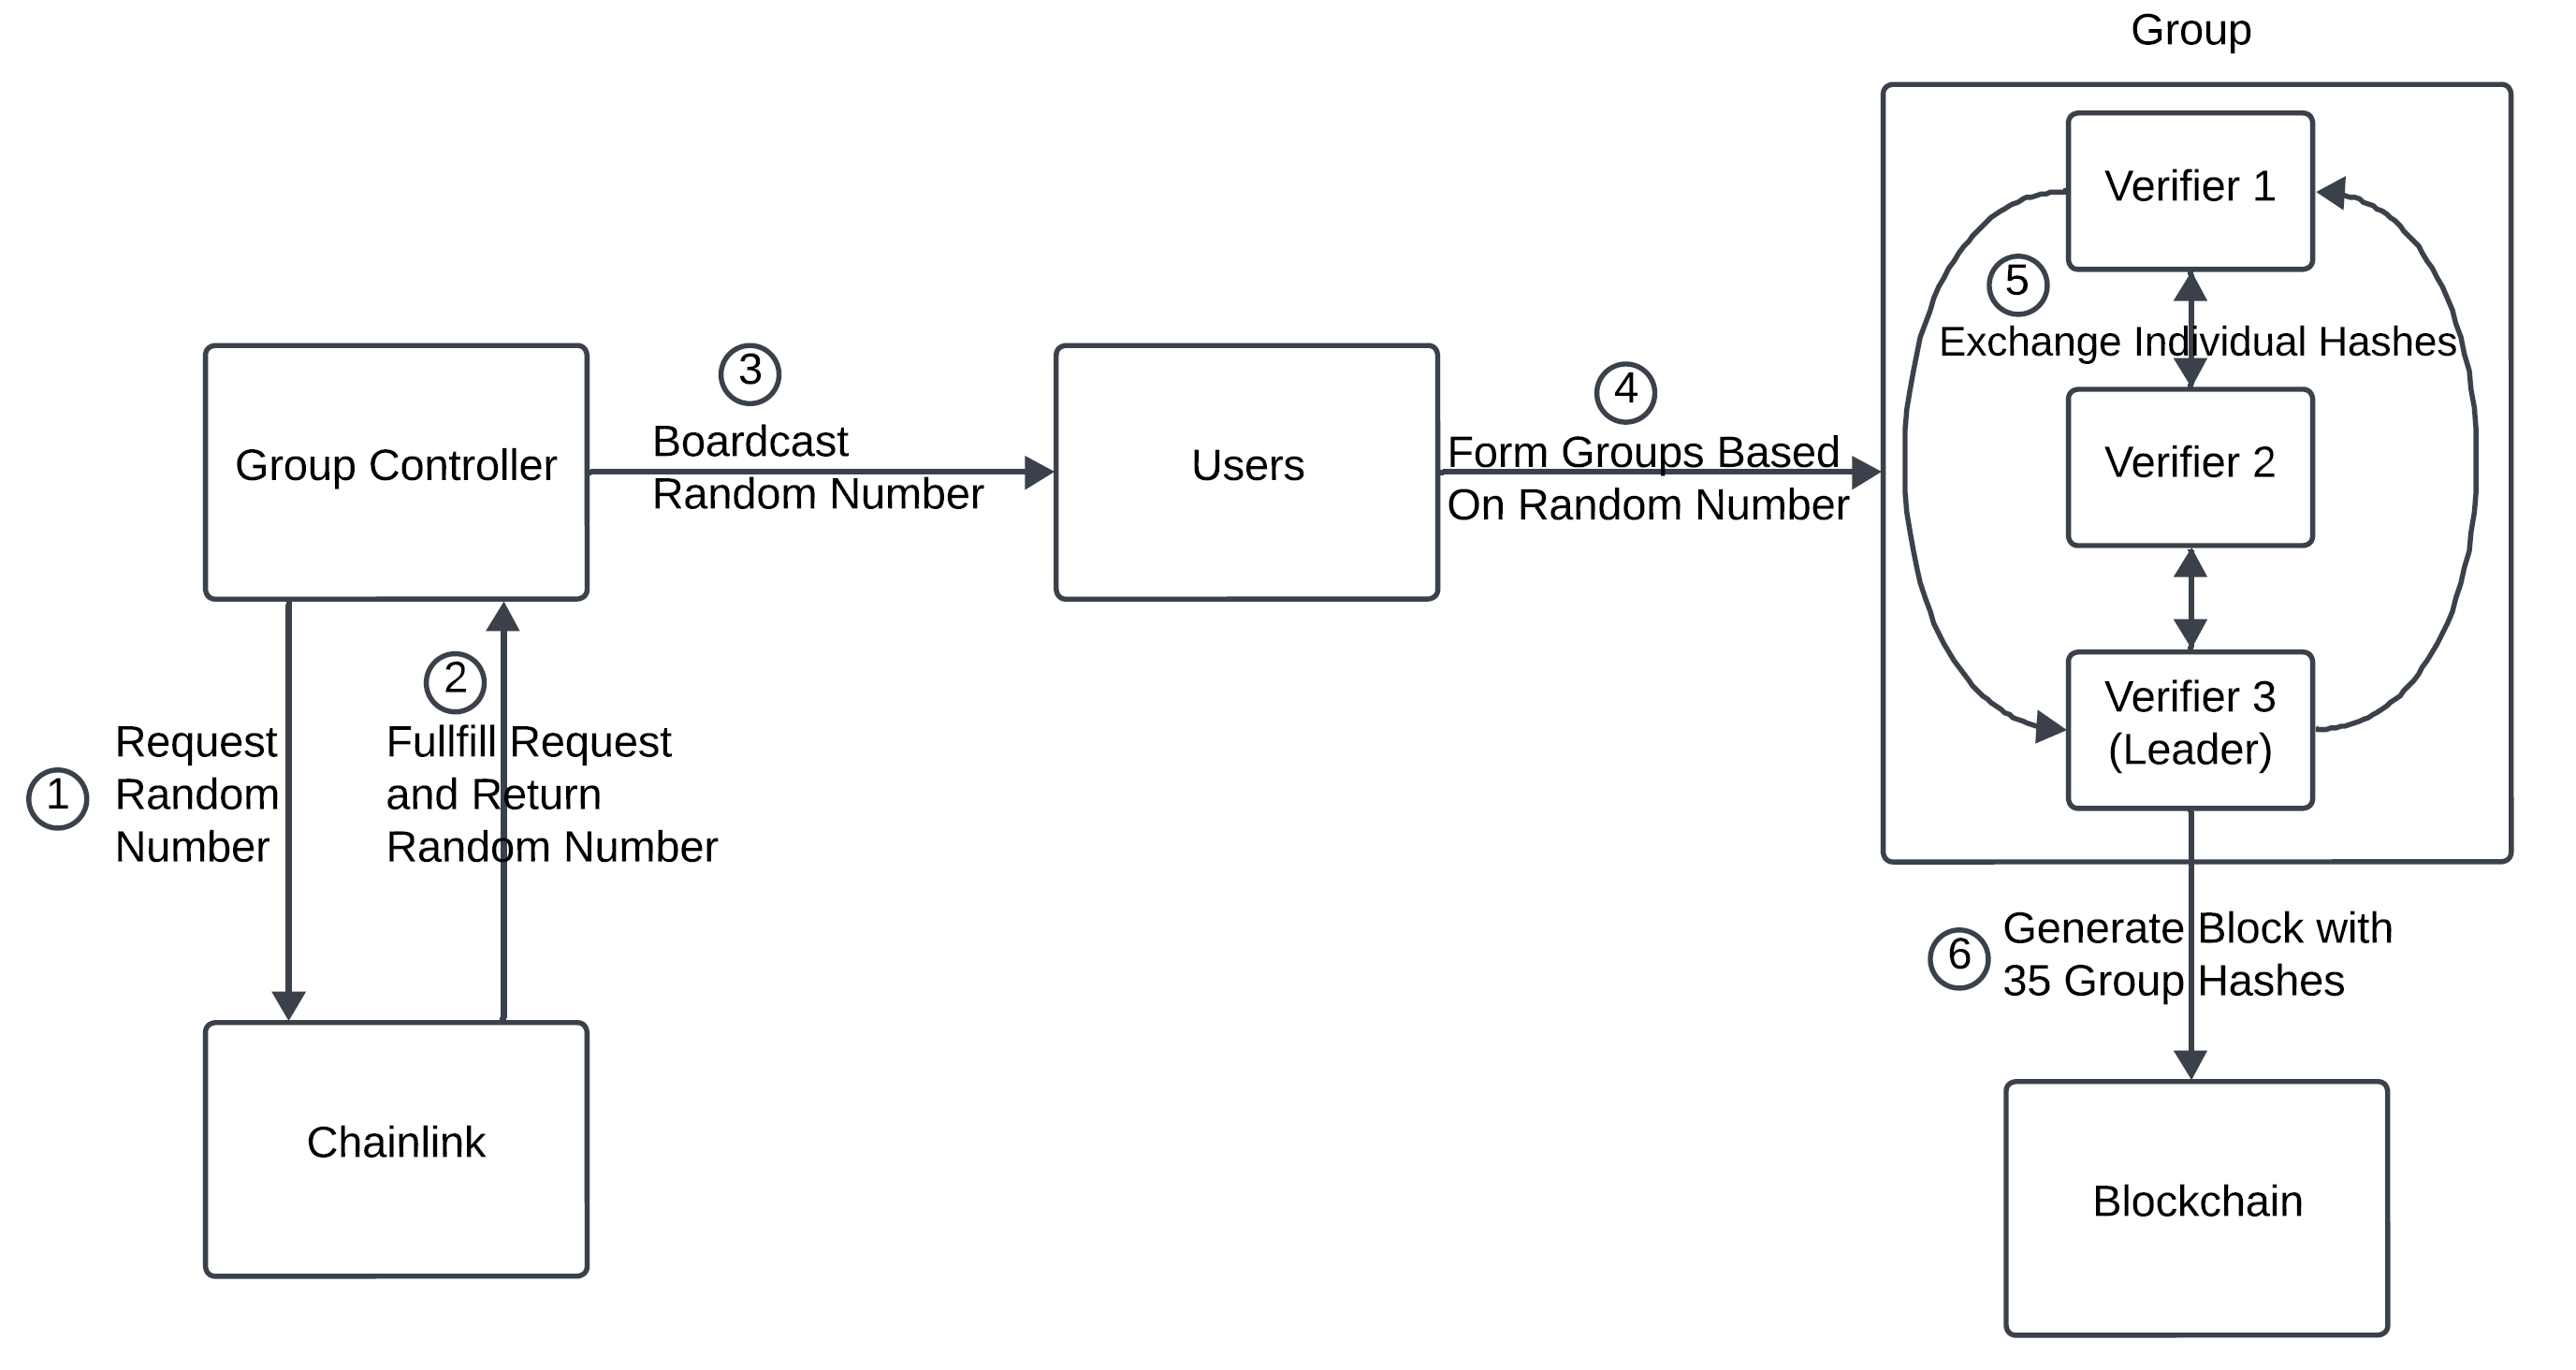 Group
Verifier 1
5
Exchange Individual Hashes
3
4
Boardcast
Random Number
Form Groups Based
On Random Number
Group Controller
Users
Verifier 2
2
1
Request
Random
Number
Fullfill Request
and Return
Random Number
Verifier 3
(Leader)
6
Generate Block with
35 Group Hashes
Chainlink
Blockchain